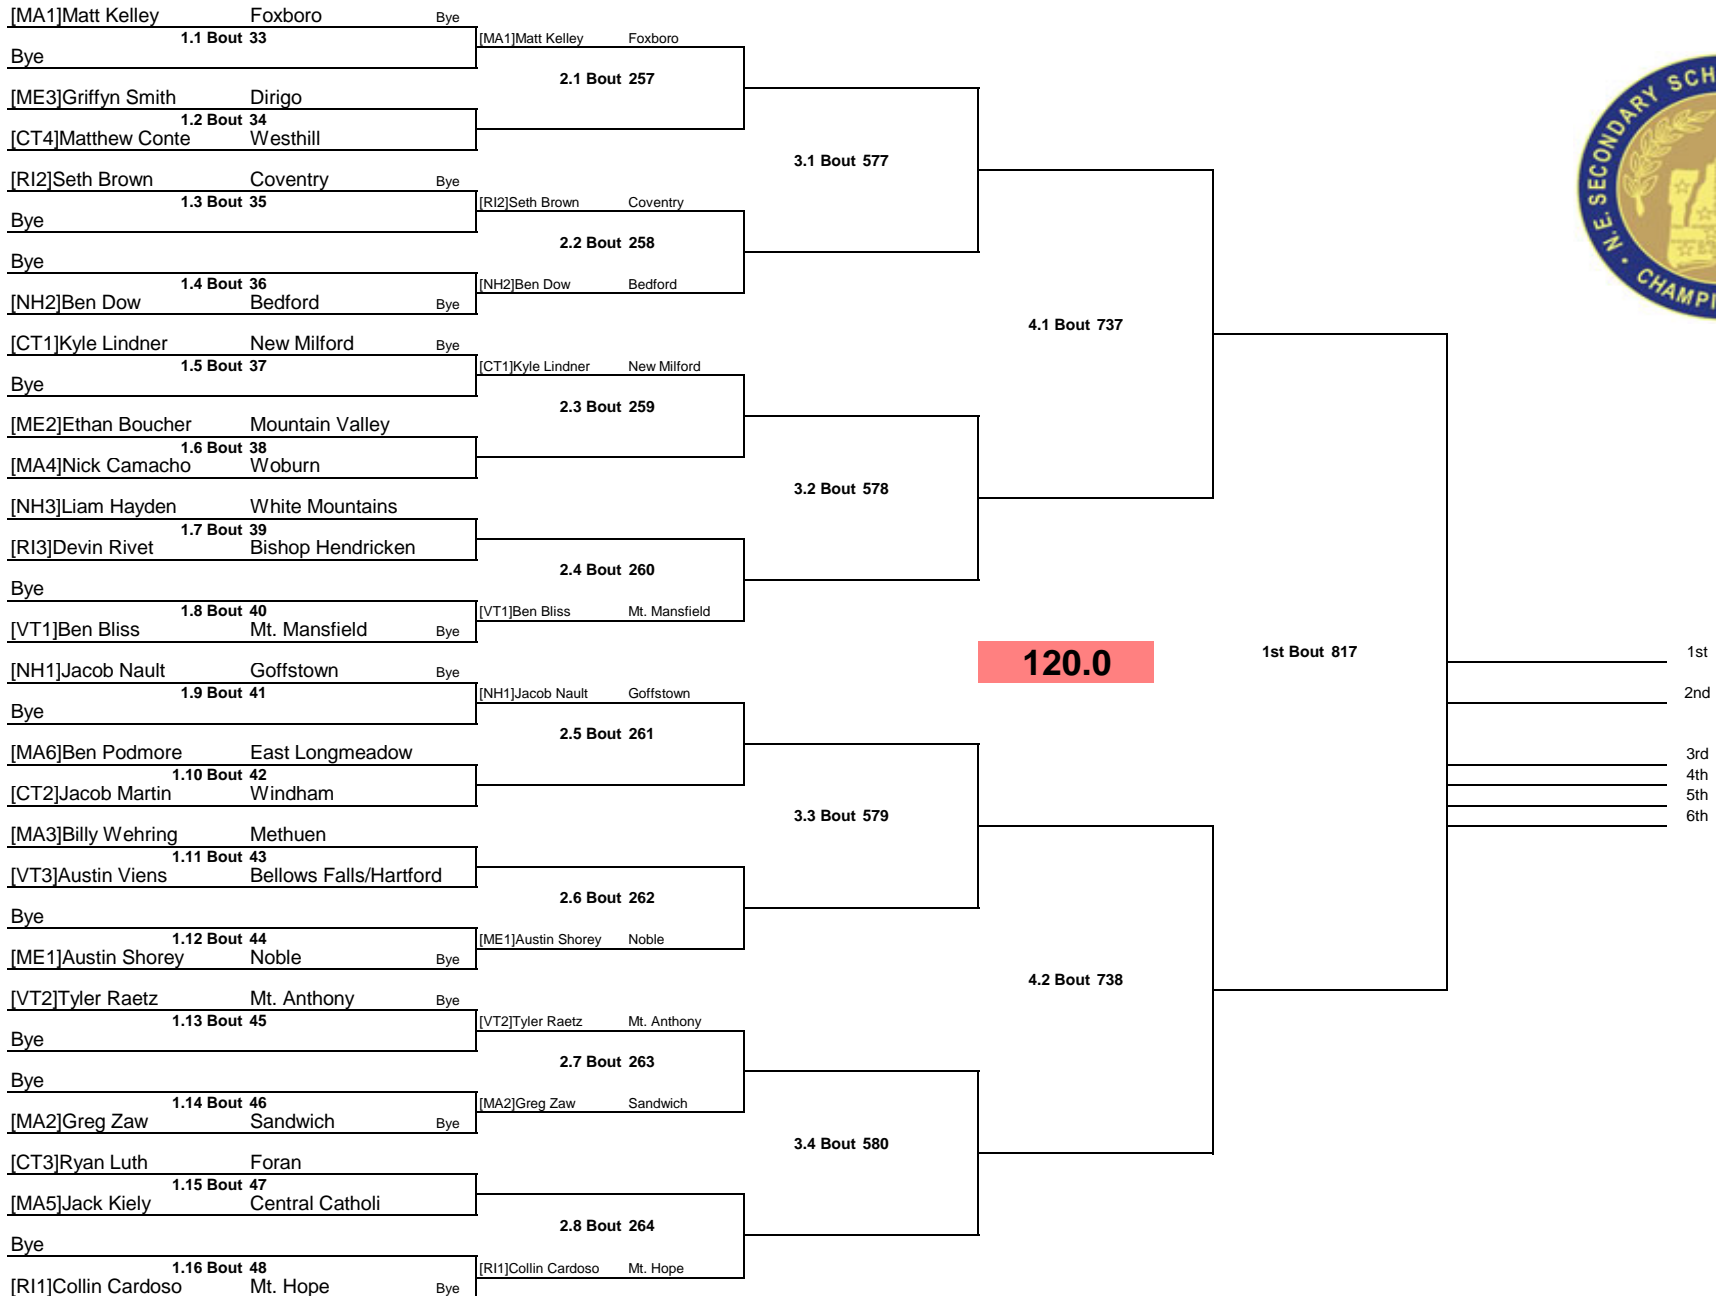 [MA1]Matt Kelley Foxboro Bye
1.1 Bout 33
Bye
[MA1]Matt Kelley Foxboro
2.1 Bout 257
[ME3]Griffyn Smith Dirigo
1.2 Bout 34
[CT4]Matthew Conte Westhill
3.1 Bout 577
[RI2]Seth Brown Coventry Bye
1.3 Bout 35
Bye
[RI2]Seth Brown Coventry
2.2 Bout 258
Bye
1.4 Bout 36
[NH2]Ben Dow Bedford Bye
[NH2]Ben Dow Bedford
4.1 Bout 737
[CT1]Kyle Lindner New Milford Bye
1.5 Bout 37
Bye
[CT1]Kyle Lindner New Milford
2.3 Bout 259
[ME2]Ethan Boucher Mountain Valley
1.6 Bout 38
[MA4]Nick Camacho Woburn
3.2 Bout 578
[NH3]Liam Hayden White Mountains
1.7 Bout 39
[RI3]Devin Rivet Bishop Hendricken
2.4 Bout 260
Bye
1.8 Bout 40
[VT1]Ben Bliss Mt. Mansfield Bye
[VT1]Ben Bliss Mt. Mansfield
120.0
1st Bout 817
1st
2nd
3rd
4th
5th
6th
[NH1]Jacob Nault Goffstown Bye
1.9 Bout 41
Bye
[NH1]Jacob Nault Goffstown
2.5 Bout 261
[MA6]Ben Podmore East Longmeadow
1.10 Bout 42
[CT2]Jacob Martin Windham
3.3 Bout 579
[MA3]Billy Wehring Methuen
1.11 Bout 43
[VT3]Austin Viens Bellows Falls/Hartford
2.6 Bout 262
Bye
1.12 Bout 44
[ME1]Austin Shorey Noble Bye
[ME1]Austin Shorey Noble
4.2 Bout 738
[VT2]Tyler Raetz Mt. Anthony Bye
1.13 Bout 45
Bye
[VT2]Tyler Raetz Mt. Anthony
2.7 Bout 263
Bye
1.14 Bout 46
[MA2]Greg Zaw Sandwich Bye
[MA2]Greg Zaw Sandwich
3.4 Bout 580
[CT3]Ryan Luth Foran
1.15 Bout 47
[MA5]Jack Kiely Central Catholi
2.8 Bout 264
Bye
1.16 Bout 48
[RI1]Collin Cardoso Mt. Hope Bye
[RI1]Collin Cardoso Mt. Hope
N.E. SECONDARY SCH
CHAMPI